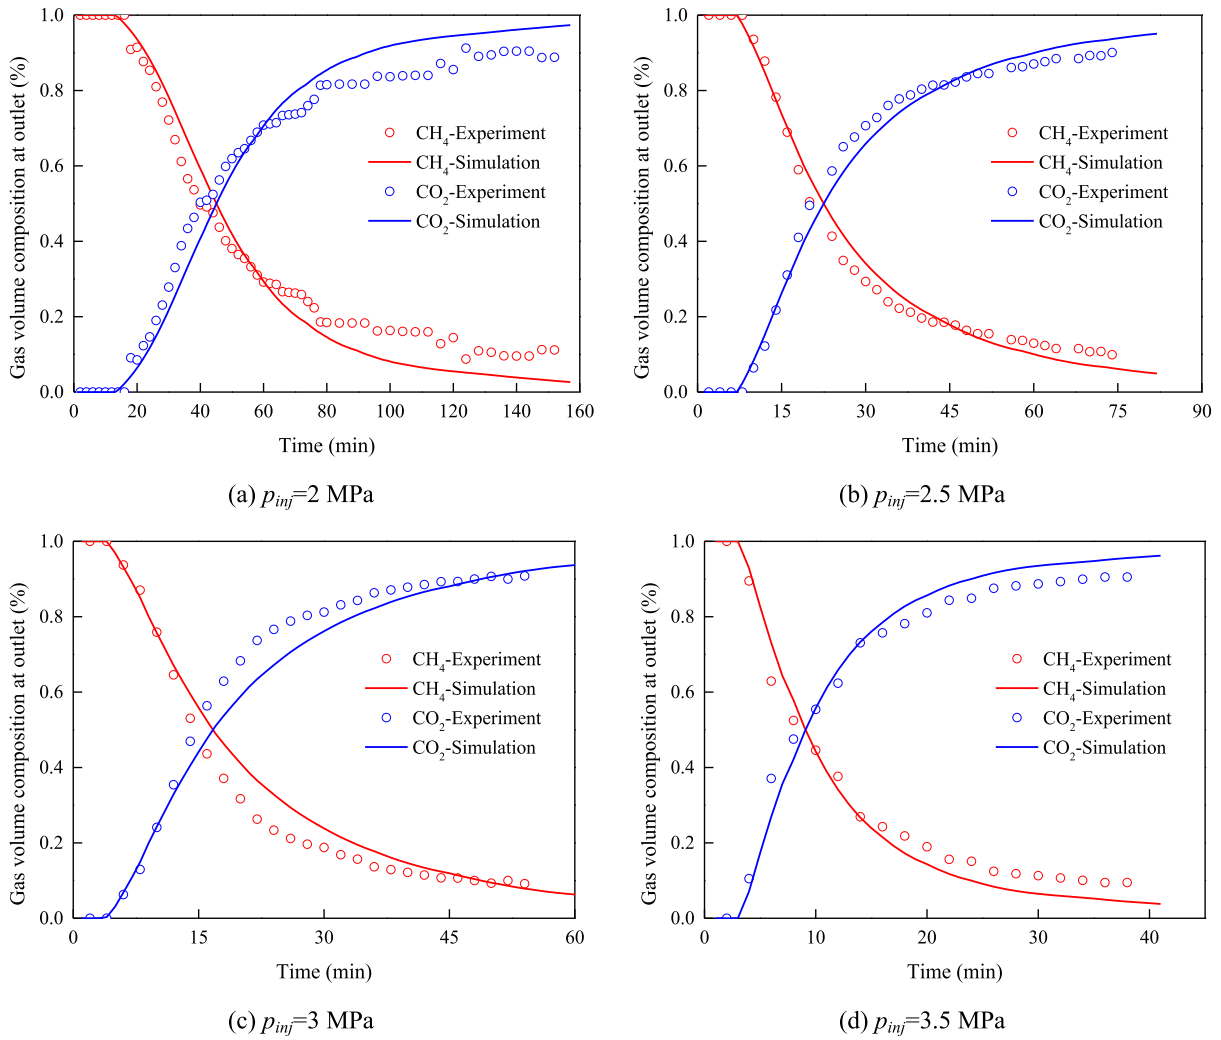 Gas volume composition at outlet (%)
1.0
0.8
0.6
0.4
0.2
0.0
CH4-Experiment
CH4-Simulation
CO2-Experiment
CO2-Simulation
0 20 40 60 80 100 120 140 160
Time (min)
(a) pinj=2 MPa
Gas volume composition at outlet (%)
1.0
0.8
0.6
0.4
0.2
0.0
CH4-Experiment
CH4-Simulation
CO2-Experiment
CO2-Simulation
0 15 30 45 60 75 90
Time (min)
(b) pinj=2.5 MPa
Gas volume composition at outlet (%)
1.0
0.8
0.6
0.4
0.2
0.0
CH4-Experiment
CH4-Simulation
CO2-Experiment
CO2-Simulation
0 15 30 45 60
Time (min)
(c) pinj=3 MPa
Gas volume composition at outlet (%)
1.0
0.8
0.6
0.4
0.2
0.0
CH4-Experiment
CH4-Simulation
CO2-Experiment
CO2-Simulation
0 10 20 30 40
Time (min)
(d) pinj=3.5 MPa